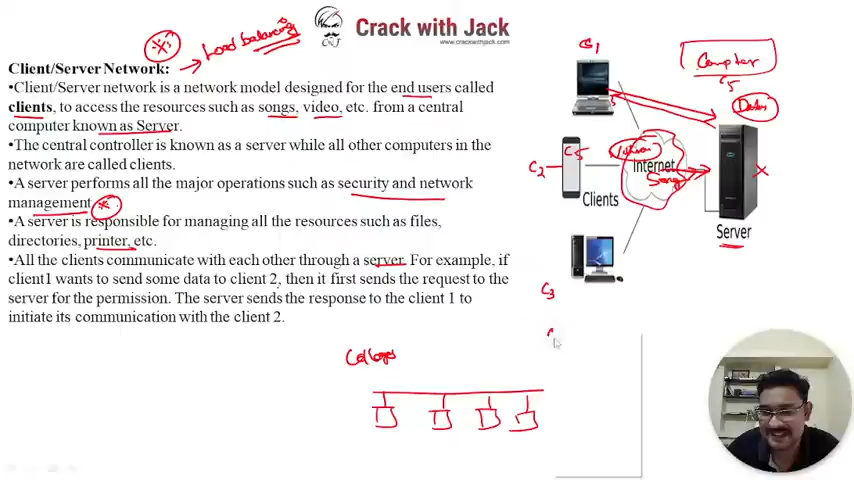 Crack with Jack
www.crackwithjack.com
Load balancing
Client/Server Network:
•Client/Server network is a network model designed for the end users called
clients, to access the resources such as songs, video, etc. from a central
computer known as Server.
•The central controller is known as a server while all other computers in the
network are called clients.
•A server performs all the major operations such as security and network
management.
•A server is responsible for managing all the resources such as files,
directories, printer, etc.
•All the clients communicate with each other through a server. For example, if
client1 wants to send some data to client 2, then it first sends the request to the
server for the permission. The server sends the response to the client 1 to
initiate its communication with the client 2.
C1
Computer
C2
C5
Internet
Song
Clients
Server
C3